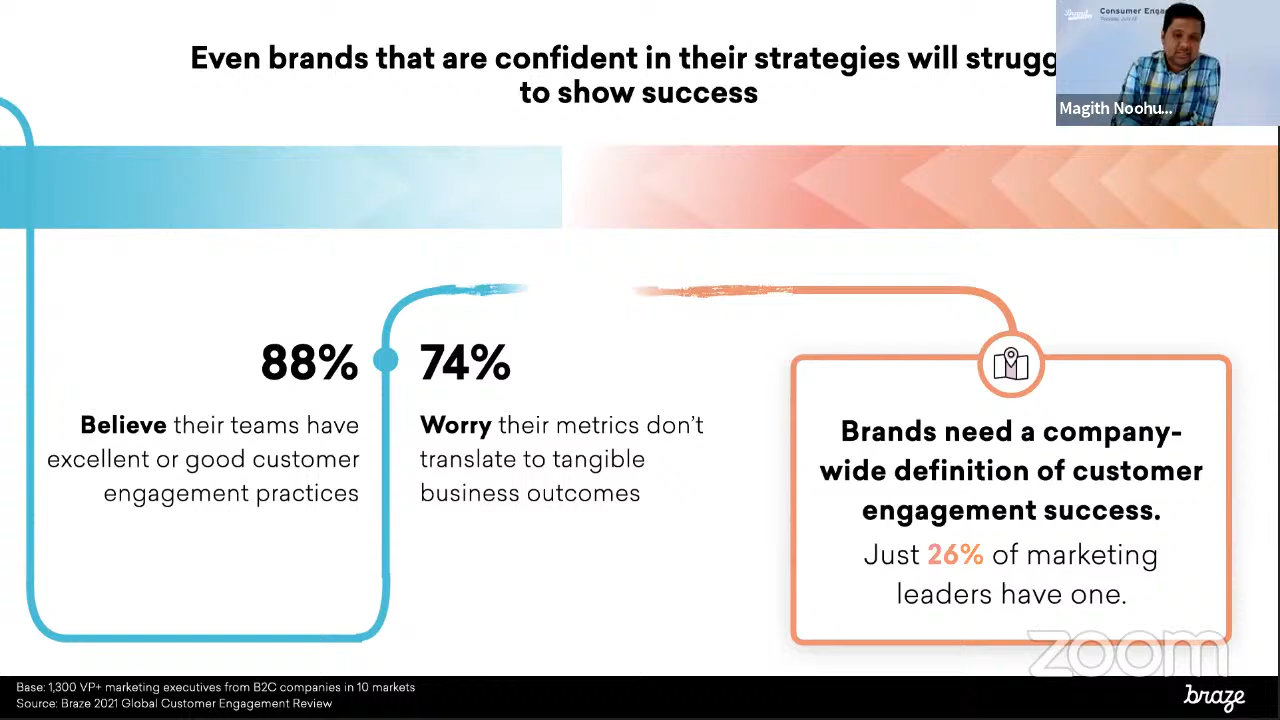 Even brands that are confident in their strategies will strugg
to show success
Consumer Enga
Magith Noohu...
88%
Believe their teams have
excellent or good customer
engagement practices
74%
Worry their metrics don't
translate to tangible
business outcomes
Brands need a company-
wide definition of customer
engagement success.
Just 26% of marketing
leaders have one.
zoom
Base: 1,300 VP+ marketing executives from B2C companies in 10 markets
Source: Braze 2021 Global Customer Engagement Review
braze